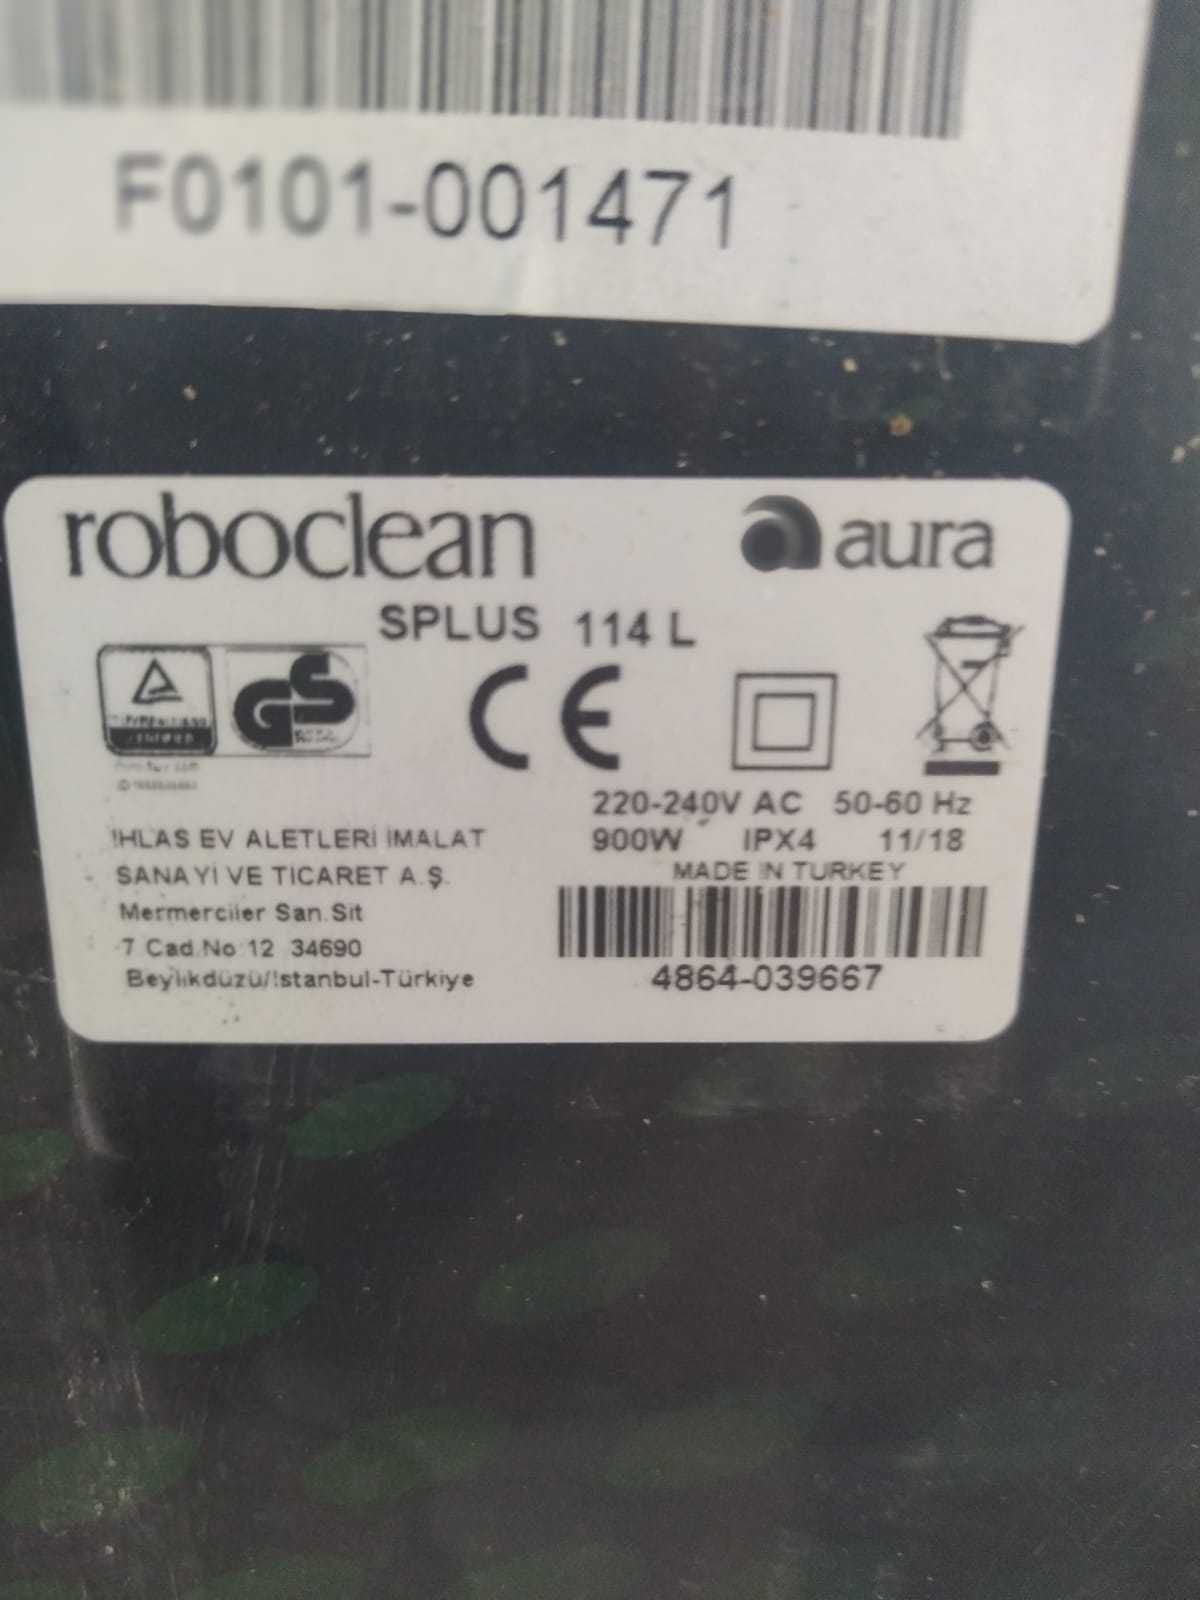 F0101-001471
roboclean aura
SPLUS 114 L
GS
CE
220-240V AC 50-60 Hz
900W IPX4 11/18
MADE IN TURKEY
İHLAS EV ALETLERİ İMALAT
SANAYİ VE TİCARET A.Ş.
Mermerciler San.Sit
7 Cad.No:12 34690
Beylikdüzü/İstanbul-Türkiye
4864-039667